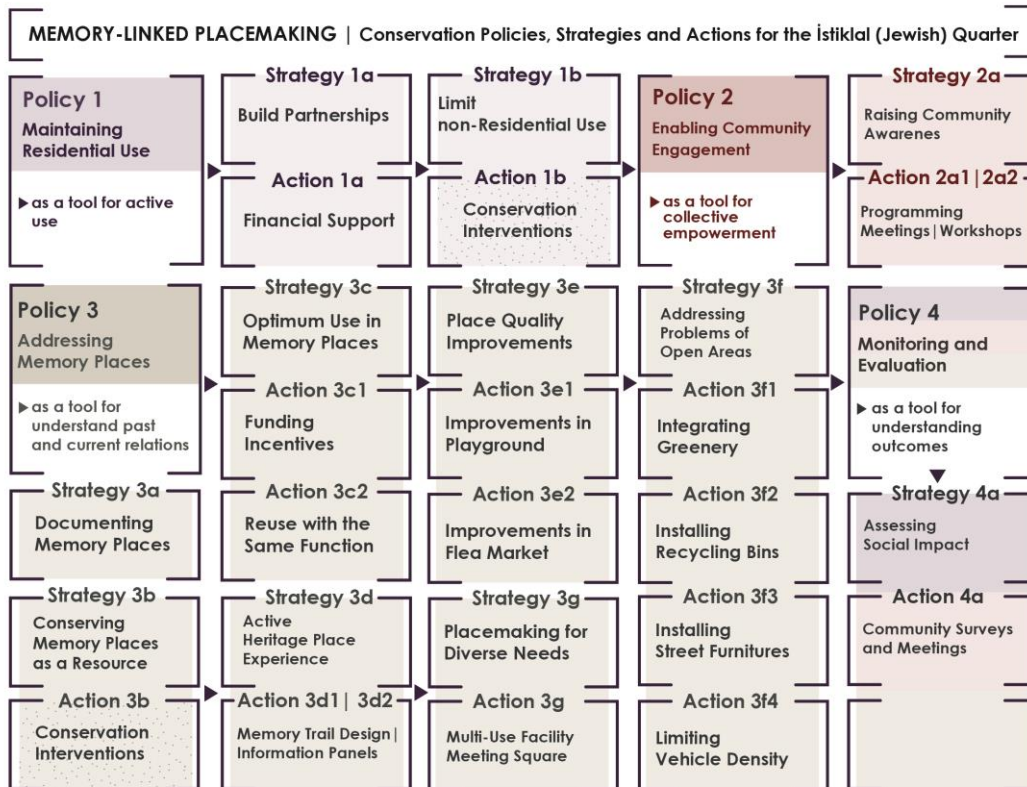 MEMORY-LINKED PLACEMAKING | Conservation Policies, Strategies and Actions for the İstiklal (Jewish) Quarter
Policy 1
Maintaining
Residential Use
▶ as a tool for active
use
Strategy 1a
Build Partnerships
Action 1a
Financial Support
Strategy 1b
Limit
non-Residential Use
Action 1b
Conservation
Interventions
Policy 2
Enabling Community
Engagement
▶ as a tool for
collective
empowerment
Strategy 2a
Raising Community
Awarenes
Action 2a1 | 2a2
Programming
Meetings | Workshops
Policy 3
Addressing
Memory Places
▶ as a tool for
understand past
and current relations
Strategy 3a
Documenting
Memory Places
Strategy 3b
Conserving
Memory Places
as a Resource
Action 3b
Conservation
Interventions
Strategy 3c
Optimum Use in
Memory Places
Action 3c1
Funding
Incentives
Action 3c2
Reuse with the
Same Function
Strategy 3d
Active
Heritage Place
Experience
Action 3d1 | 3d2
Memory Trail Design |
Information Panels
Strategy 3e
Place Quality
Improvements
Action 3e1
Improvements in
Playground
Action 3e2
Improvements in
Flea Market
Strategy 3g
Placemaking for
Diverse Needs
Action 3g
Multi-Use Facility
Meeting Square
Strategy 3f
Addressing
Problems of
Open Areas
Action 3f1
Integrating
Greenery
Action 3f2
Installing
Recycling Bins
Action 3f3
Installing
Street Furnitures
Action 3f4
Limiting
Vehicle Density
Policy 4
Monitoring and
Evaluation
▶ as a tool for
understanding
outcomes
Strategy 4a
Assessing
Social Impact
Action 4a
Community Surveys
and Meetings